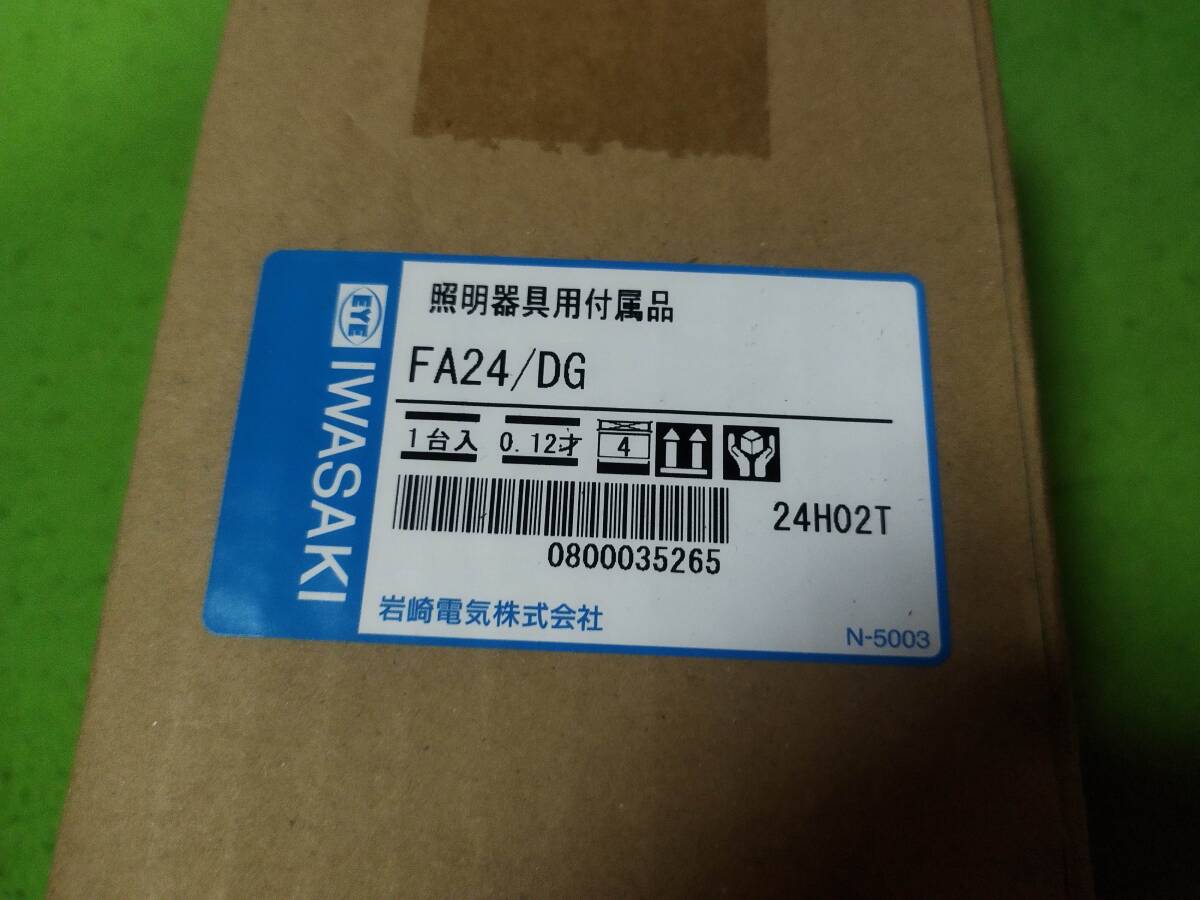 EYE
IWASAKI
照明器具用付属品
FA24/DG
1台入 0.12才 4
24H02T
0800035265
岩崎電気株式会社
N-5003